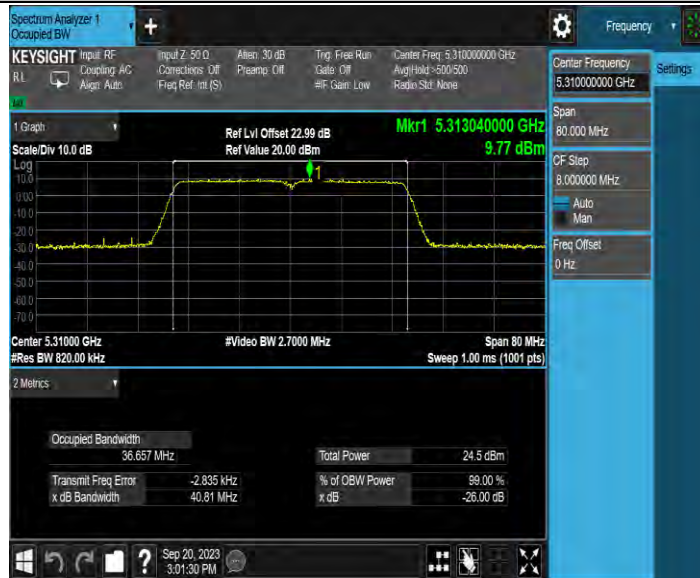 Spectrum Analyzer 1
Occupied BW
Frequency
KEYSIGHT
Input: RF
Coupling: AC
Align: Auto
Input Z: 50 Ω
Corrections: Off
Freq Ref: Int (S)
Atten: 30 dB
Preamp: Off
Trig: Free Run
Gate: Off
#IF Gain: Low
Center Freq: 5.310000000 GHz
Avg|Hold:>500/500
Radio Std: None
RL
Center Frequency
5.310000000 GHz
Settings
Span
80.000 MHz
CF Step
8.000000 MHz
Auto
Man
Freq Offset
0 Hz
1 Graph
Scale/Div 10.0 dB
Ref Lvl Offset 22.99 dB
Ref Value 20.00 dBm
Mkr1 5.313040000 GHz
9.77 dBm
Log
10.0
0.00
-10.0
-20.0
-30.0
-40.0
-50.0
-60.0
-70.0
1
Center 5.31000 GHz
#Res BW 820.00 kHz
#Video BW 2.7000 MHz
Span 80 MHz
Sweep 1.00 ms (1001 pts)
2 Metrics
Occupied Bandwidth
36.657 MHz
Total Power 24.5 dBm
Transmit Freq Error -2.835 kHz
% of OBW Power 99.00 %
x dB Bandwidth 40.81 MHz
x dB -26.00 dB
Sep 20, 2023
3:01:30 PM